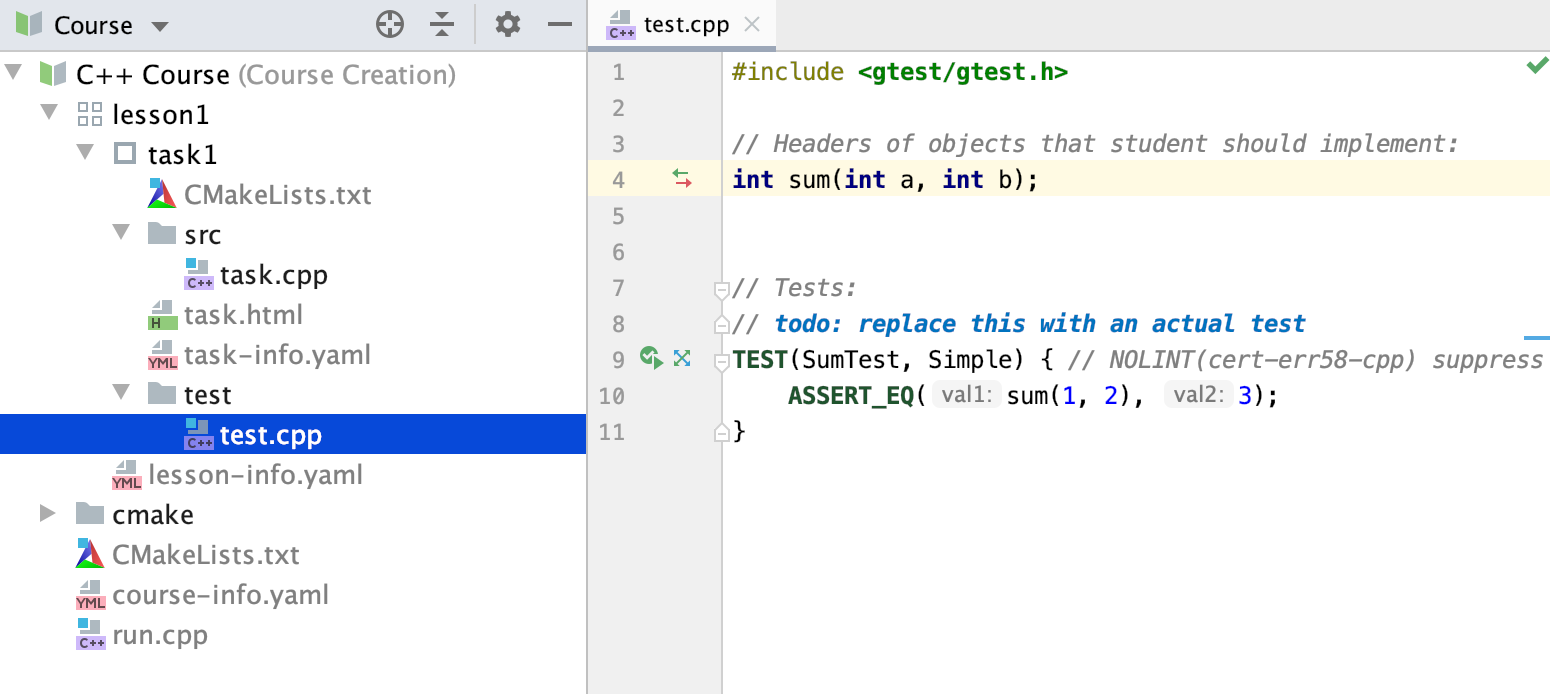 Course
C++ Course (Course Creation)
lesson1
task1
CMakeLists.txt
src
C++ task.cpp
H task.html
YML task-info.yaml
test
C++ test.cpp
YML lesson-info.yaml
cmake
CMakeLists.txt
YML course-info.yaml
C++ run.cpp
C++ test.cpp
1 #include <gtest/gtest.h>
2
3 // Headers of objects that student should implement:
4 int sum(int a, int b);
5
6
7 // Tests:
8 // todo: replace this with an actual test
9 TEST(SumTest, Simple) { // NOLINT(cert-err58-cpp) suppress
10 ASSERT_EQ( val1: sum(1, 2), val2: 3);
11 }